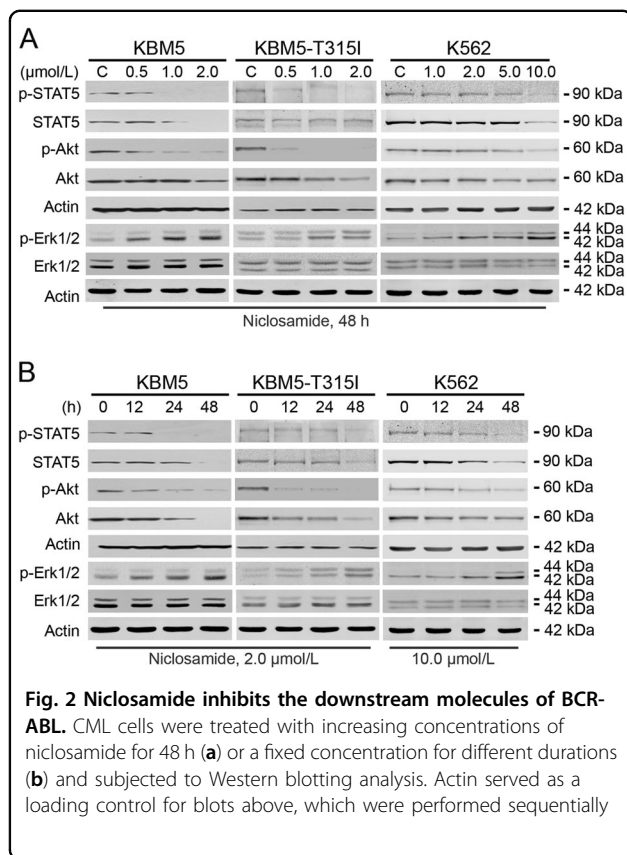 A
KBM5 KBM5-T315I K562
(μmol/L) C 0.5 1.0 2.0 C 0.5 1.0 2.0 C 1.0 2.0 5.0 10.0
p-STAT5 - 90 kDa
STAT5 - 90 kDa
p-Akt - 60 kDa
Akt - 60 kDa
Actin - 42 kDa
p-Erk1/2 44 kDa
42 kDa
Erk1/2 44 kDa
42 kDa
Actin - 42 kDa
Niclosamide, 48 h
B
KBM5 KBM5-T315I K562
(h) 0 12 24 48 0 12 24 48 0 12 24 48
p-STAT5 - 90 kDa
STAT5 - 90 kDa
p-Akt - 60 kDa
Akt - 60 kDa
Actin - 42 kDa
p-Erk1/2 44 kDa
42 kDa
Erk1/2 44 kDa
42 kDa
Actin - 42 kDa
Niclosamide, 2.0 μmol/L 10.0 μmol/L
Fig. 2 Niclosamide inhibits the downstream molecules of BCR-
ABL. CML cells were treated with increasing concentrations of
niclosamide for 48 h (a) or a fixed concentration for different durations
(b) and subjected to Western blotting analysis. Actin served as a
loading control for blots above, which were performed sequentially